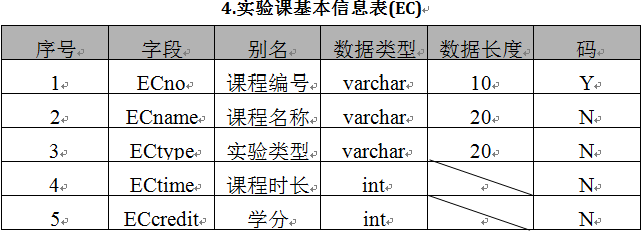 4.实验课基本信息表(EC)
序号 字段 别名 数据类型 数据长度 码
1 ECno 课程编号 varchar 10 Y
2 ECname 课程名称 varchar 20 N
3 ECtype 实验类型 varchar 20 N
4 ECtime 课程时长 int N
5 ECcredit 学分 int N